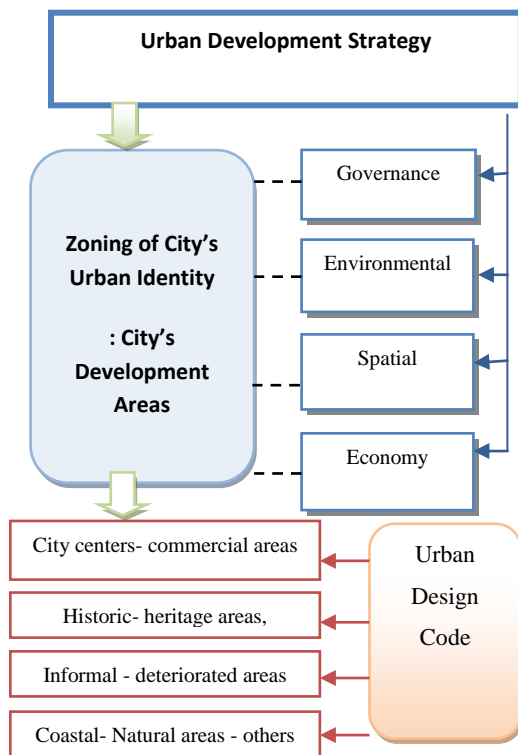 Urban Development Strategy
Governance
Zoning of City's
Urban Identity
: City's
Development
Areas
Environmental
Spatial
Economy
City centers- commercial areas
Historic- heritage areas,
Informal - deteriorated areas
Coastal- Natural areas - others
Urban
Design
Code